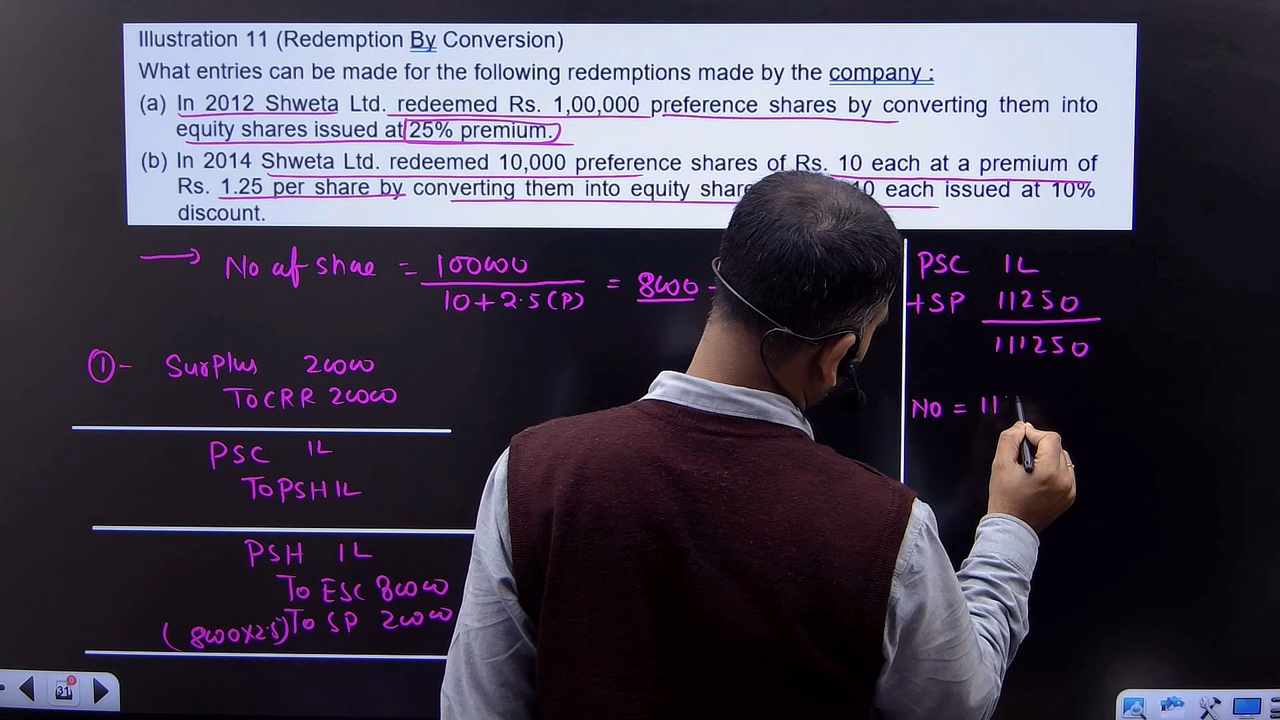 Illustration 11 (Redemption By Conversion)
What entries can be made for the following redemptions made by the company :
(a) In 2012 Shweta Ltd. redeemed Rs. 1,00,000 preference shares by converting them into
equity shares issued at 25% premium.
(b) In 2014 Shweta Ltd. redeemed 10,000 preference shares of Rs. 10 each at a premium of
Rs. 1.25 per share by converting them into equity 10 each issued at 10%
discount.
→ No of share = 100000
10+2.5(P)
= 8000 -
① - Surplus 20000
To CRR 20000
PSC 1L
To PSH 1L
PSH 1L
To ESC 80000
(8000x2.5) To SP 20000
PSC 1L
+SP 11250
111250
No = 11
31